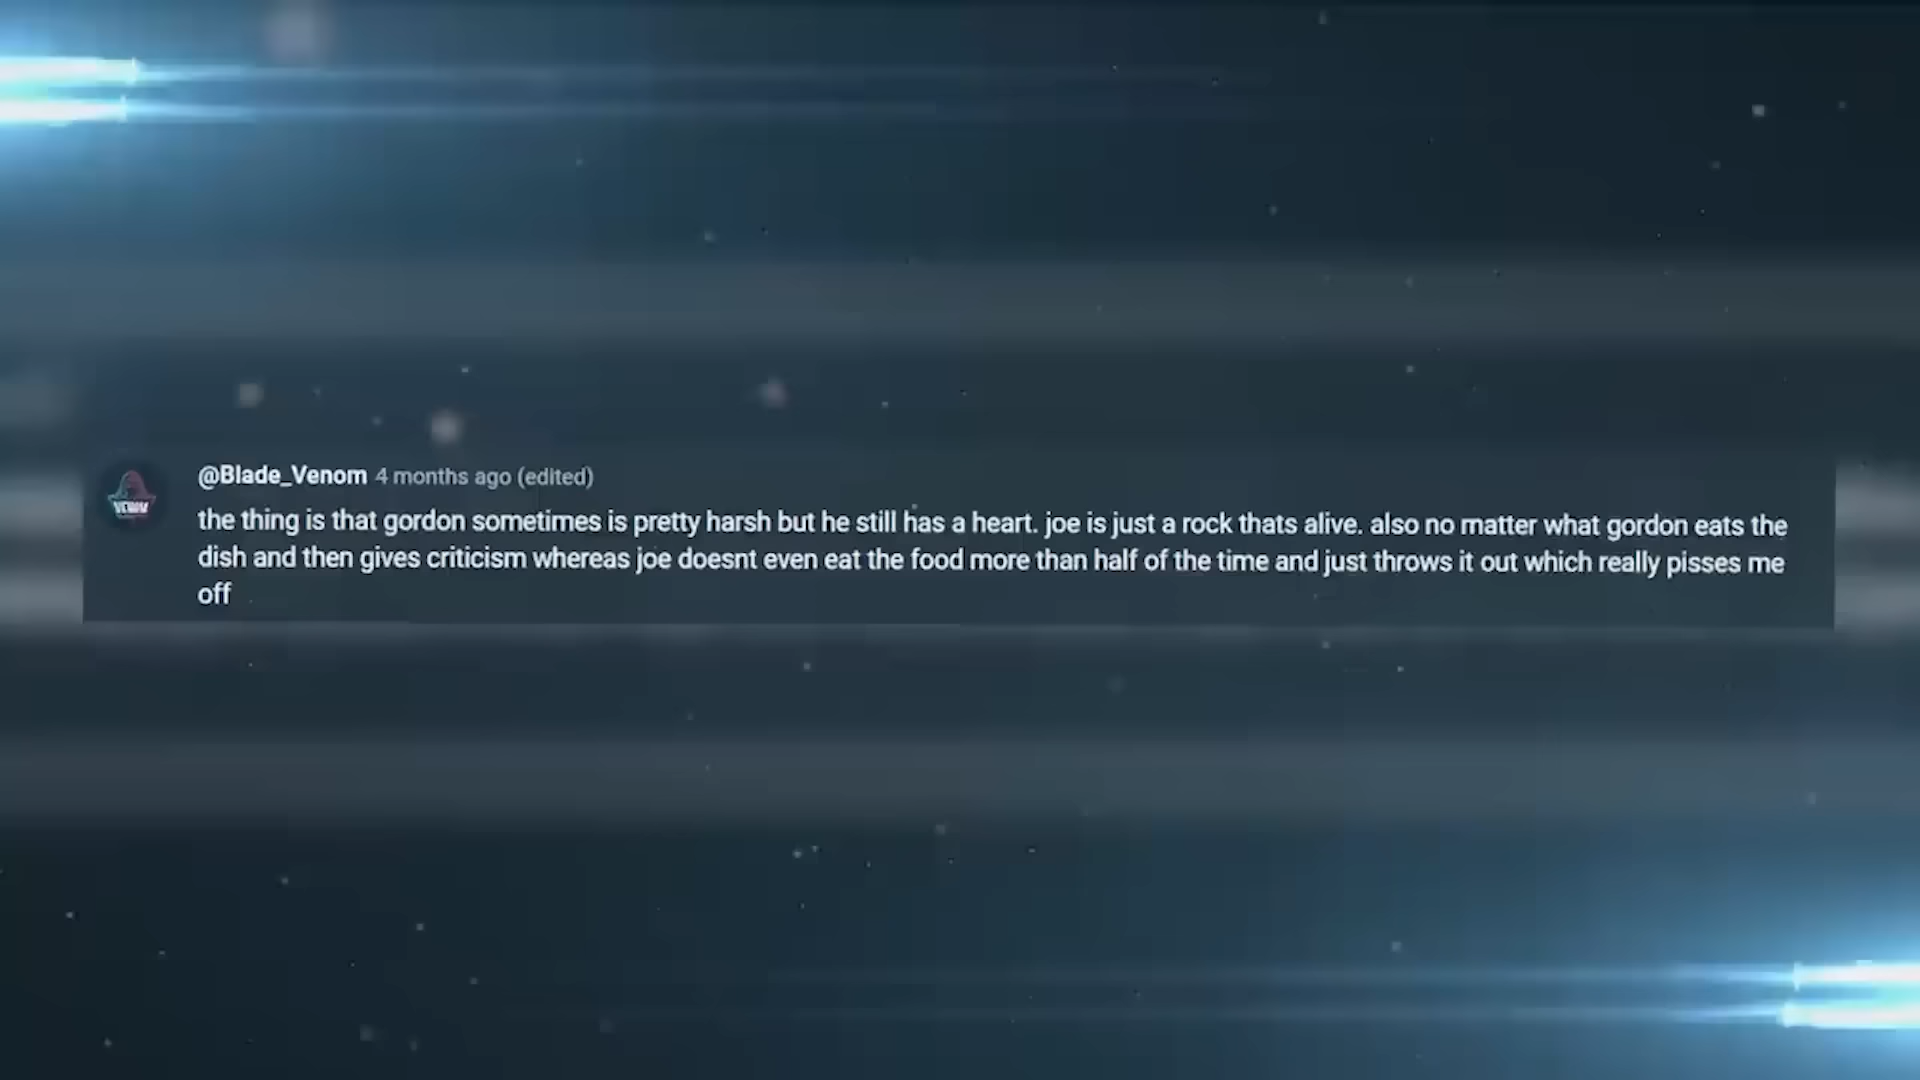 @Blade_Venom 4 months ago (edited)
the thing is that gordon sometimes is pretty harsh but he still has a heart. joe is just a rock thats alive. also no matter what gordon eats the
dish and then gives criticism whereas joe doesnt even eat the food more than half of the time and just throws it out which really pisses me
off